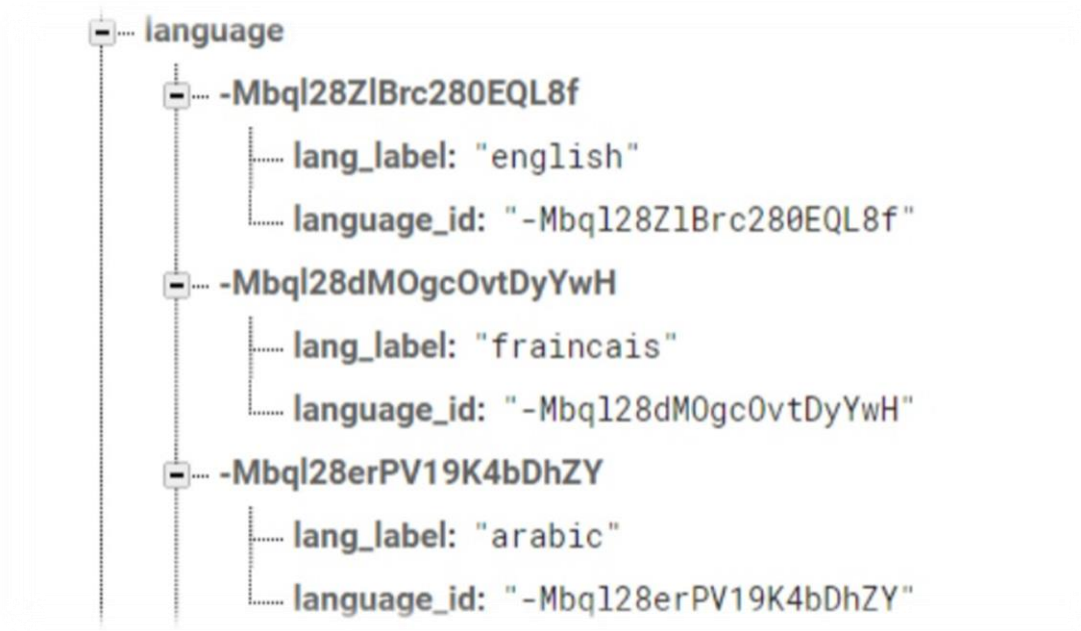 language
-Mbql28ZlBrc280EQL8f
lang_label: "english"
language_id: "-Mbql28ZlBrc280EQL8f"
-Mbql28dMOgcOvtDyYwH
lang_label: "fraincais"
language_id: "-Mbql28dMOgcOvtDyYwH"
-Mbql28erPV19K4bDhZY
lang_label: "arabic"
language_id: "-Mbql28erPV19K4bDhZY"